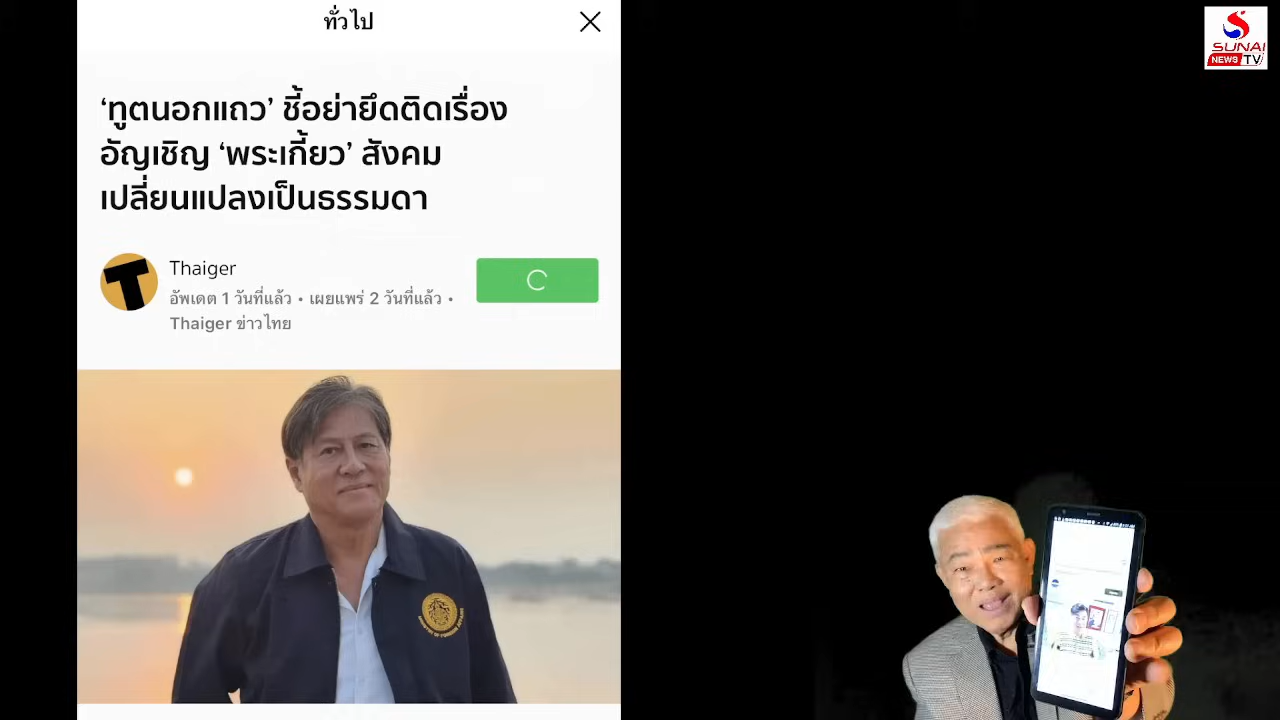 ทั่วไป
SUNAI
NEWS TV
‘ทูตนอกแถว’ ชี้อย่ายึดติดเรื่อง
อัญเชิญ ‘พระเกี้ยว’ สังคม
เปลี่ยนแปลงเป็นธรรมดา
Thaiger
อัพเดต 1 วันที่แล้ว • เผยแพร่ 2 วันที่แล้ว •
Thaiger ข่าวไทย